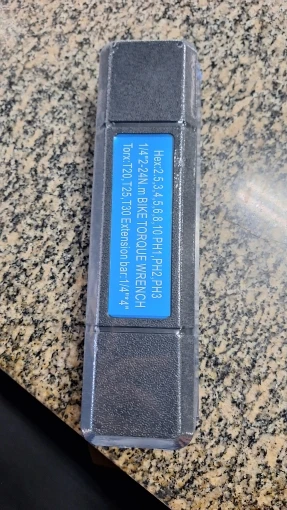 Hex:2,5.3,4,5,6,8,10 PH1,PH2,PH3
1/4"2-24N.m BIKE TORQUE WRENCH
Torx:T20,T25,T30 Extension bar:1/4"*4"